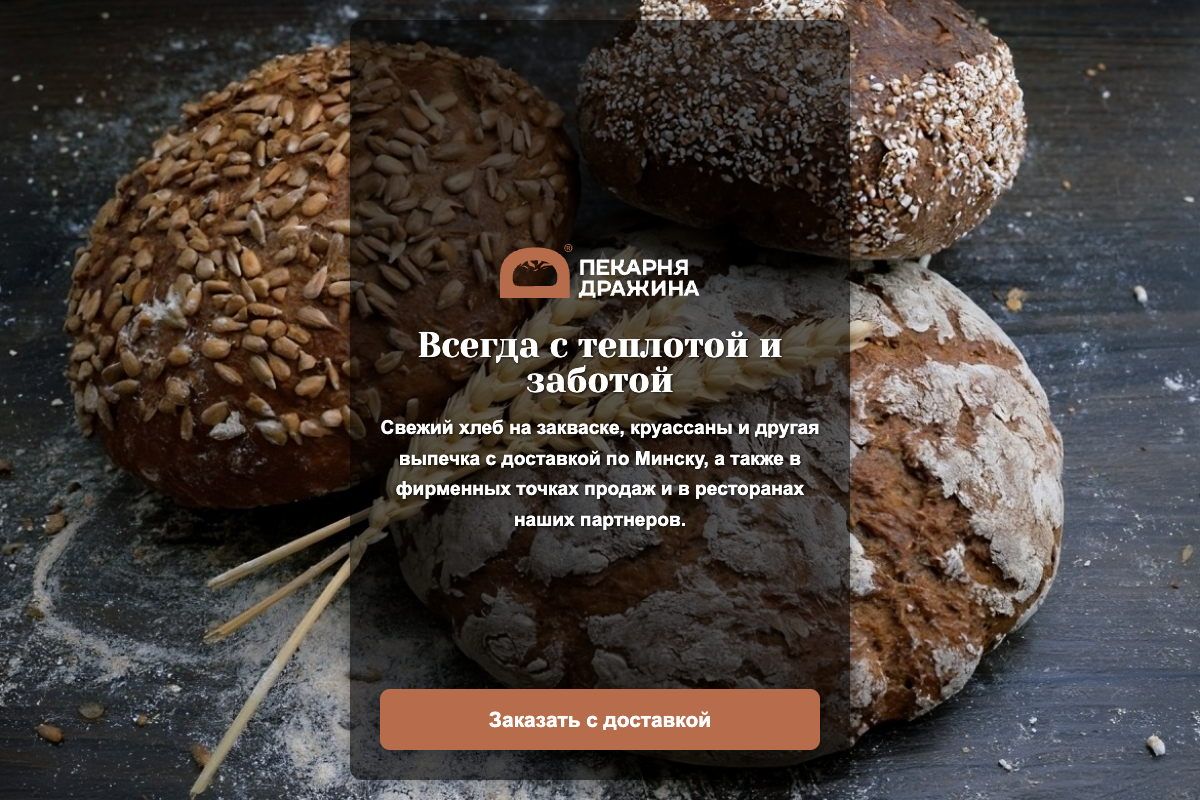 ®
ПЕКАРНЯ
ДРАЖИНА
Всегда с теплотой и
заботой
Свежий хлеб на закваске, круассаны и другая
выпечка с доставкой по Минску, а также в
фирменных точках продаж и в ресторанах
наших партнеров.
Заказать с доставкой